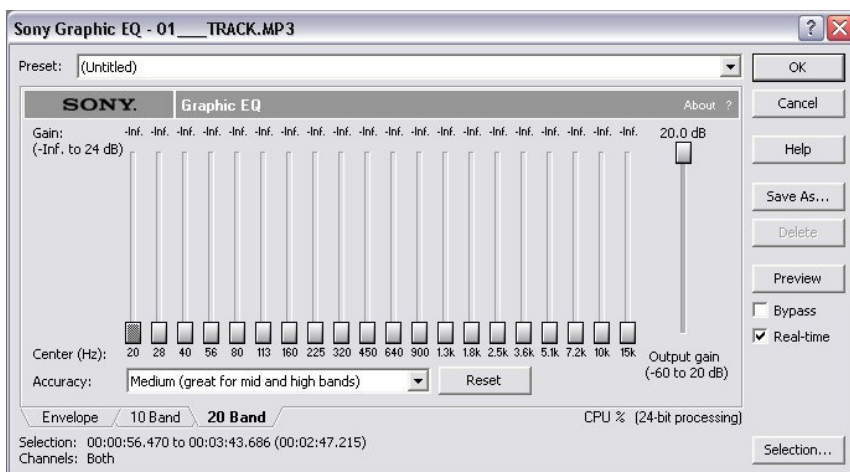 Sony Graphic EQ - 01___TRACK.MP3
Preset: (Untitled)
OK
SONY. Graphic EQ About ?
Cancel
Gain: -Inf. -Inf. -Inf. -Inf. -Inf. -Inf. -Inf. -Inf. -Inf. -Inf. -Inf. -Inf. -Inf. -Inf. -Inf. -Inf. -Inf. -Inf. -Inf. -Inf. 20.0 dB
(-Inf. to 24 dB)
Help
Save As...
Delete
Preview
Bypass
Real-time
Center (Hz): 20 28 40 56 80 113 160 225 320 450 640 900 1.3k 1.8k 2.5k 3.6k 5.1k 7.2k 10k 15k
Output gain
(-60 to 20 dB)
Accuracy: Medium (great for mid and high bands) Reset
Envelope 10 Band 20 Band CPU % (24-bit processing)
Selection: 00:00:56.470 to 00:03:43.686 (00:02:47.215)
Channels: Both
Selection...